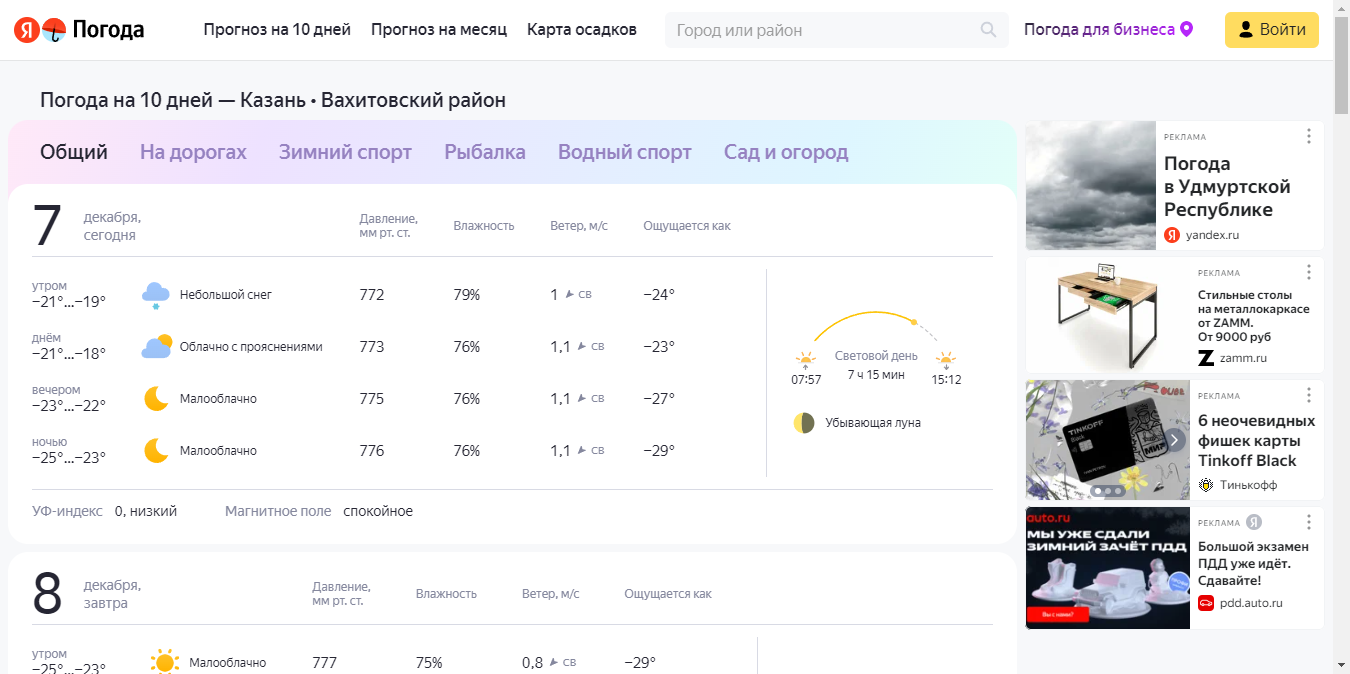 Я Погода
Прогноз на 10 дней
Прогноз на месяц
Карта осадков
Город или район
Погода для бизнеса
Войти
Погода на 10 дней — Казань • Вахитовский район
Общий
На дорогах
Зимний спорт
Рыбалка
Водный спорт
Сад и огород
7
декабря,
сегодня
Давление,
мм рт. ст.
Влажность
Ветер, м/с
Ощущается как
утром
−21°...−19°
Небольшой снег
772
79%
1 СВ
−24°
днём
−21°...−18°
Облачно с прояснениями
773
76%
1,1 СВ
−23°
вечером
−23°...−22°
Малооблачно
775
76%
1,1 СВ
−27°
ночью
−25°...−23°
Малооблачно
776
76%
1,1 СВ
−29°
Световой день
7 ч 15 мин
07:57
15:12
Убывающая луна
УФ-индекс 0, низкий
Магнитное поле спокойное
8
декабря,
завтра
Давление,
мм рт. ст.
Влажность
Ветер, м/с
Ощущается как
утром
−25°...−23°
Малооблачно
777
75%
0,8 СВ
−29°
РЕКЛАМА
Погода
в Удмуртской
Республике
Я yandex.ru
РЕКЛАМА
Стильные столы
на металлокаркасе
от ZAMM.
От 9000 руб
Z zamm.ru
TINKOFF
Black
МИР
РЕКЛАМА
6 неочевидных
фишек карты
Tinkoff Black
Тинькофф
auto.ru
МЫ УЖЕ СДАЛИ
ЗИМНИЙ ЗАЧЁТ ПДД
Вы с нами?
РЕКЛАМА Я
Большой экзамен
ПДД уже идёт.
Сдавайте!
pdd.auto.ru